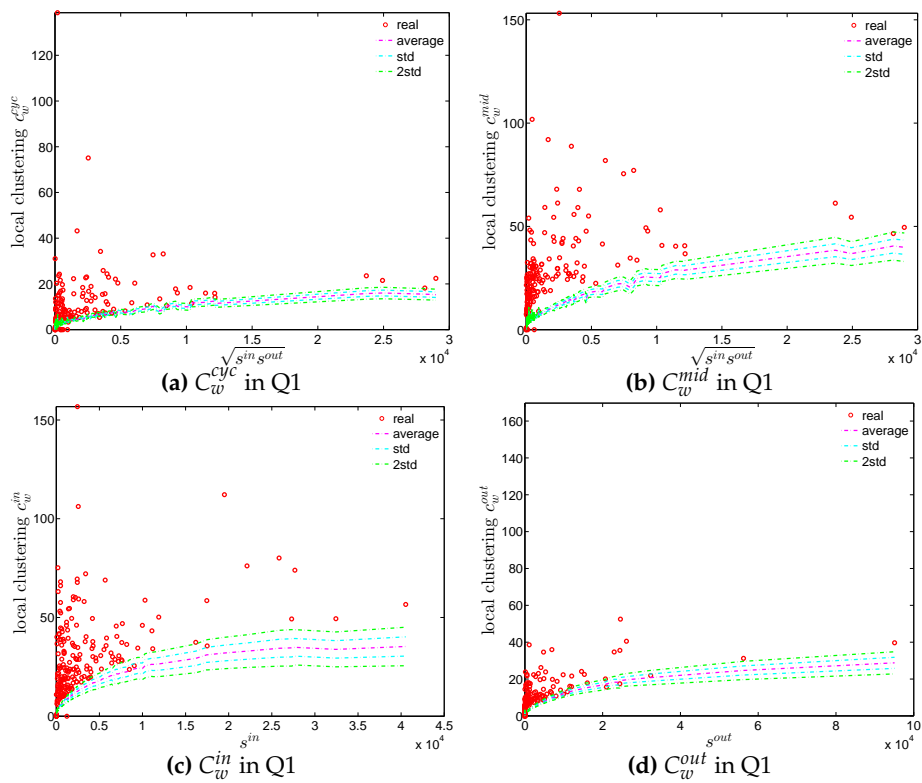 120
100
80
60
40
20
0
local clustering c_w^{cyc}
real
average
std
2std
0 0.5 1 1.5 2 2.5 3
√s^{in}s^{out}
x 10^4
(a) C_w^{cyc} in Q1
150
100
50
0
local clustering c_w^{mid}
real
average
std
2std
0 0.5 1 1.5 2 2.5 3
√s^{in}s^{out}
x 10^4
(b) C_w^{mid} in Q1
150
100
50
0
local clustering c_w^{in}
real
average
std
2std
0 0.5 1 1.5 2 2.5 3 3.5 4 4.5
s^{in}
x 10^4
(c) C_w^{in} in Q1
160
140
120
100
80
60
40
20
0
local clustering c_w^{out}
real
average
std
2std
0 2 4 6 8 10
s^{out}
x 10^4
(d) C_w^{out} in Q1